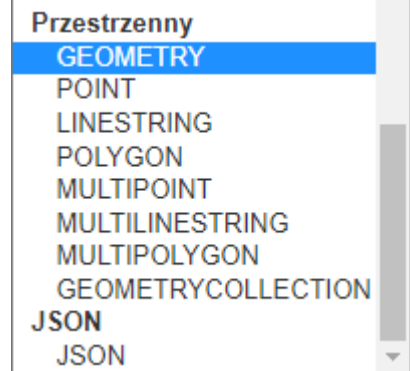 Przestrzenny
GEOMETRY
POINT
LINESTRING
POLYGON
MULTIPOINT
MULTILINESTRING
MULTIPOLYGON
GEOMETRYCOLLECTION
JSON
JSON